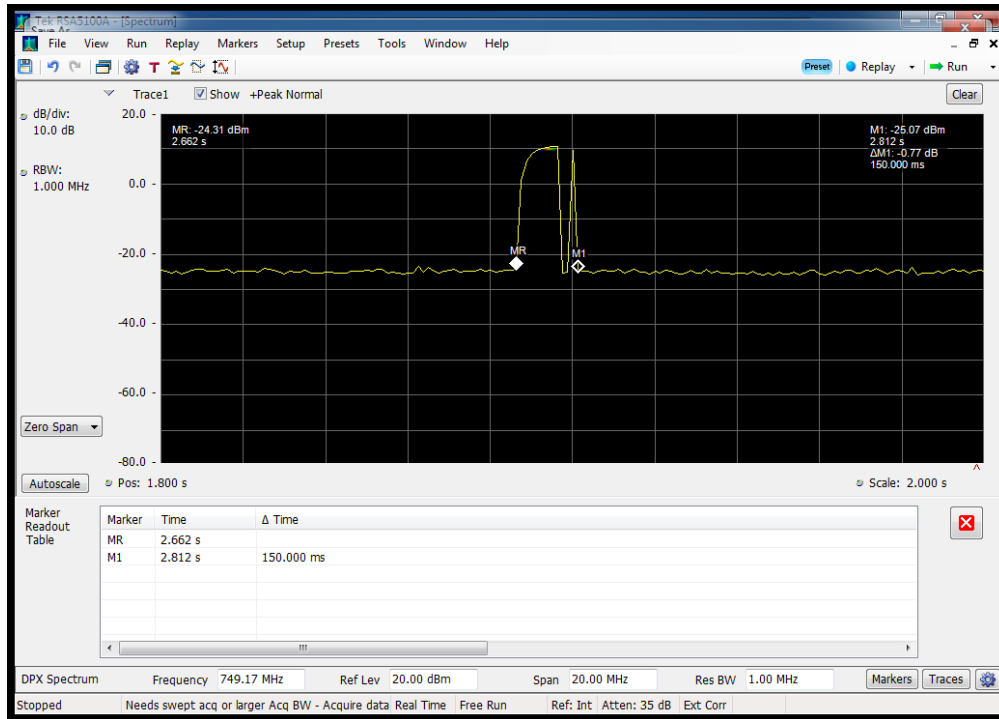 Tek RSA5100A - [Spectrum]
Save As
File View Run Replay Markers Setup Presets Tools Window Help
Preset Replay Run
Trace1 Show +Peak Normal Clear
dB/div:
10.0 dB
RBW:
1.000 MHz
20.0
0.0
-20.0
-40.0
-60.0
-80.0
MR: -24.31 dBm
2.662 s
M1: -25.07 dBm
2.812 s
ΔM1: -0.77 dB
150.000 ms
MR
M1
Zero Span
Autoscale Pos: 1.800 s Scale: 2.000 s
Marker
Readout
Table
Marker Time Δ Time
MR 2.662 s
M1 2.812 s 150.000 ms
DPX Spectrum Frequency 749.17 MHz Ref Lev 20.00 dBm Span 20.00 MHz Res BW 1.00 MHz Markers Traces
Stopped Needs swept acq or larger Acq BW - Acquire data Real Time Free Run Ref: Int Atten: 35 dB Ext Corr